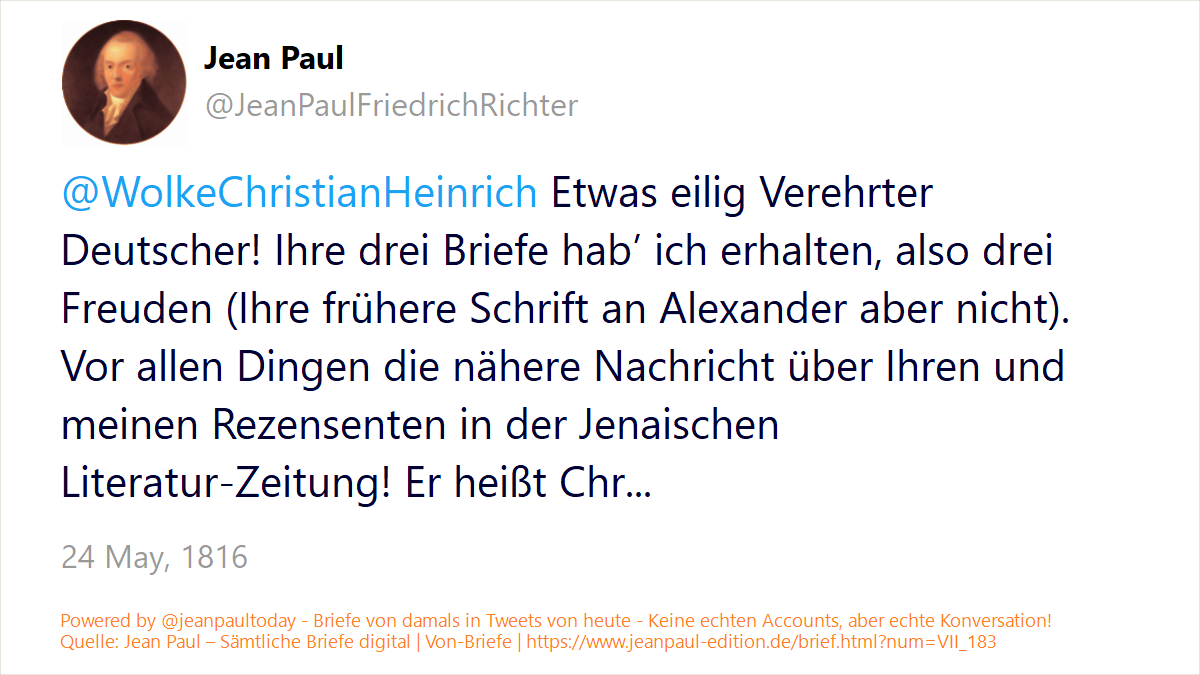 Jean Paul
@JeanPaulFriedrichRichter
@WolkeChristianHeinrich Etwas eilig Verehrter
Deutscher! Ihre drei Briefe hab’ ich erhalten, also drei
Freuden (Ihre frühere Schrift an Alexander aber nicht).
Vor allen Dingen die nähere Nachricht über Ihren und
meinen Rezensenten in der Jenaischen
Literatur-Zeitung! Er heißt Chr...
24 May, 1816
Powered by @jeanpaultoday - Briefe von damals in Tweets von heute - Keine echten Accounts, aber echte Konversation!
Quelle: Jean Paul – Sämtliche Briefe digital | Von-Briefe | https://www.jeanpaul-edition.de/brief.html?num=VII_183